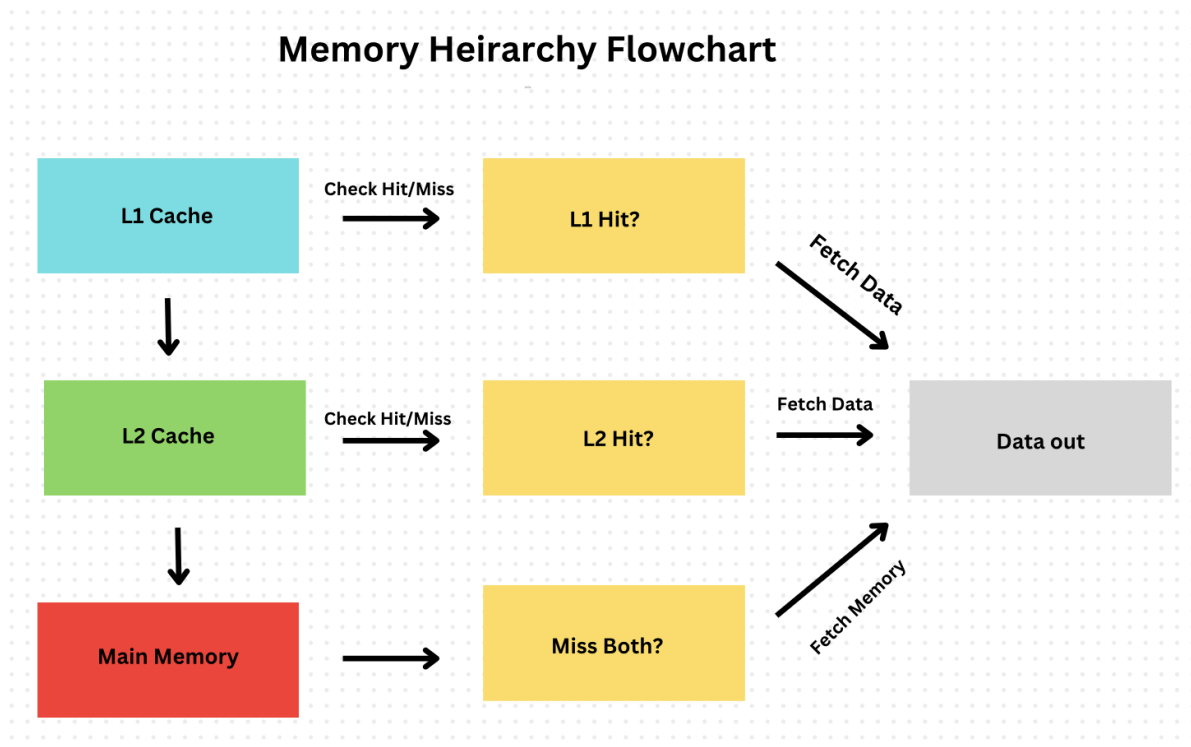 Memory Heirarchy Flowchart
L1 Cache
Check Hit/Miss
L1 Hit?
Fetch Data
L2 Cache
Check Hit/Miss
L2 Hit?
Fetch Data
Data out
Main Memory
Miss Both?
Fetch Memory